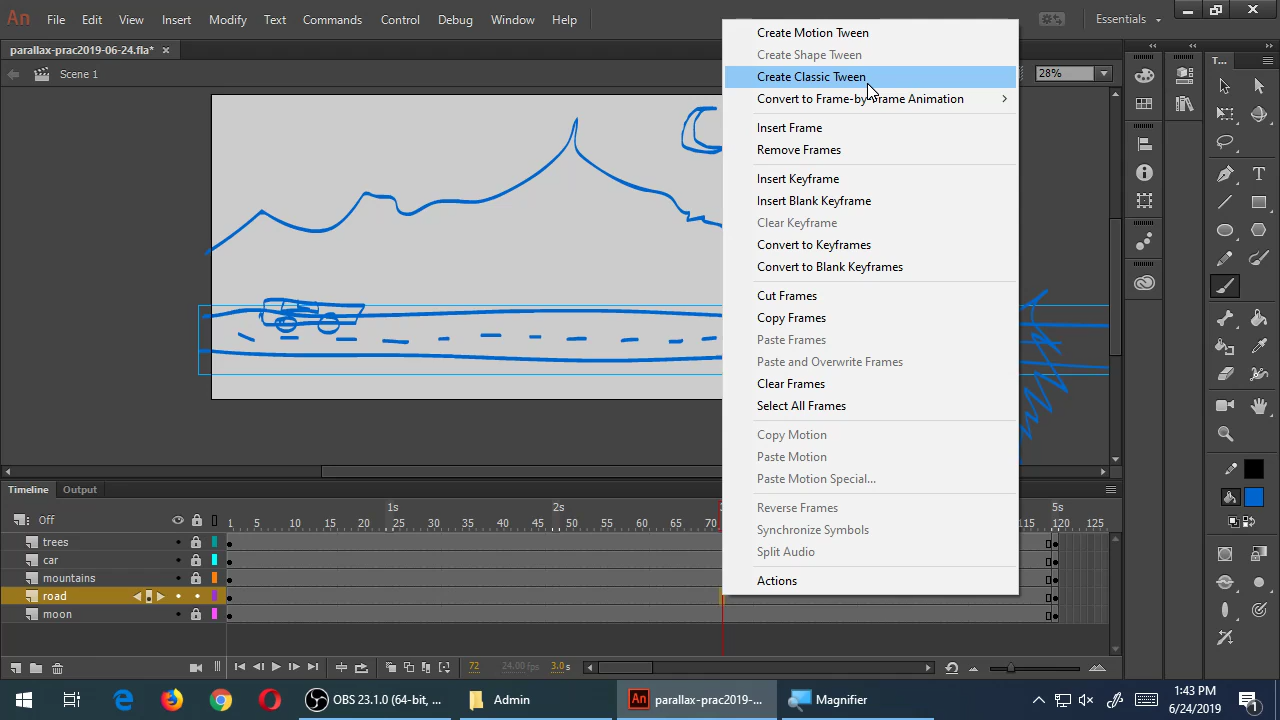 An File Edit View Insert Modify Text Commands Control Debug Window Help Essentials
parallax-prac2019-06-24.fla* ×
Scene 1
28%
T...
Create Motion Tween
Create Shape Tween
Create Classic Tween
Convert to Frame-by-Frame Animation
Insert Frame
Remove Frames
Insert Keyframe
Insert Blank Keyframe
Clear Keyframe
Convert to Keyframes
Convert to Blank Keyframes
Cut Frames
Copy Frames
Paste Frames
Paste and Overwrite Frames
Clear Frames
Select All Frames
Copy Motion
Paste Motion
Paste Motion Special...
Reverse Frames
Synchronize Symbols
Split Audio
Actions
Timeline Output
1s 2s 5s
Off 1 5 10 15 20 25 30 35 40 45 50 55 60 65 70 115 120 125
trees
car
mountains
road
moon
72 24.00 fps 3.0 s
OBS 23.1.0 (64-bit, ... Admin An parallax-prac2019-... Magnifier
1:43 PM
6/24/2019
1